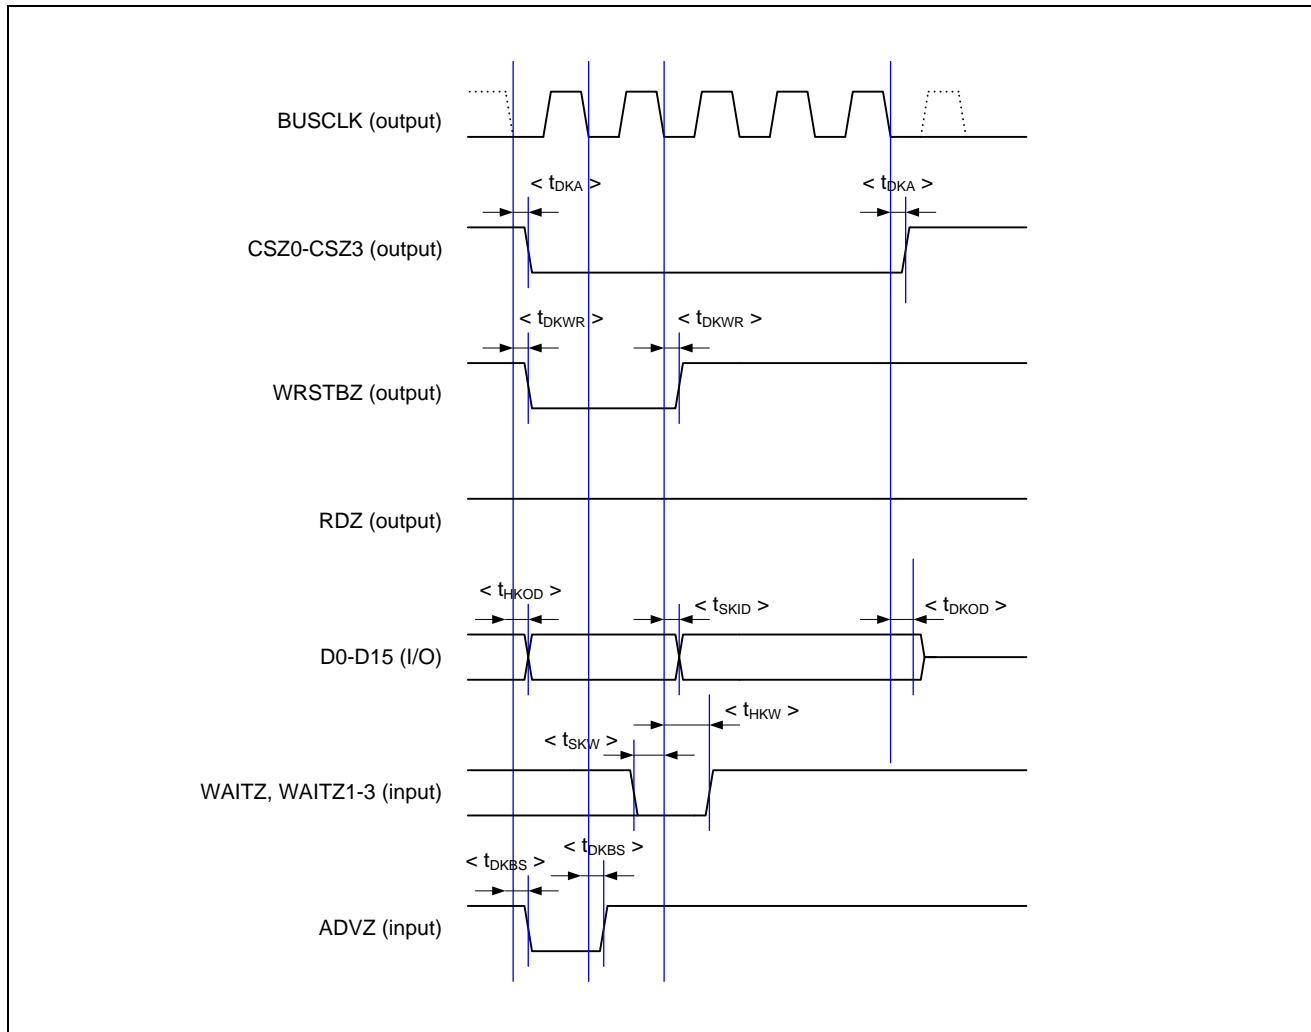 BUSCLK (output)
< tDKA >
< tDKA >
CSZ0-CSZ3 (output)
< tDKWR >
< tDKWR >
WRSTBZ (output)
RDZ (output)
< tHKOD >
< tSKID >
< tDKOD >
D0-D15 (I/O)
< tHKW >
< tSKW >
WAITZ, WAITZ1-3 (input)
< tDKBS >
< tDKBS >
ADVZ (input)